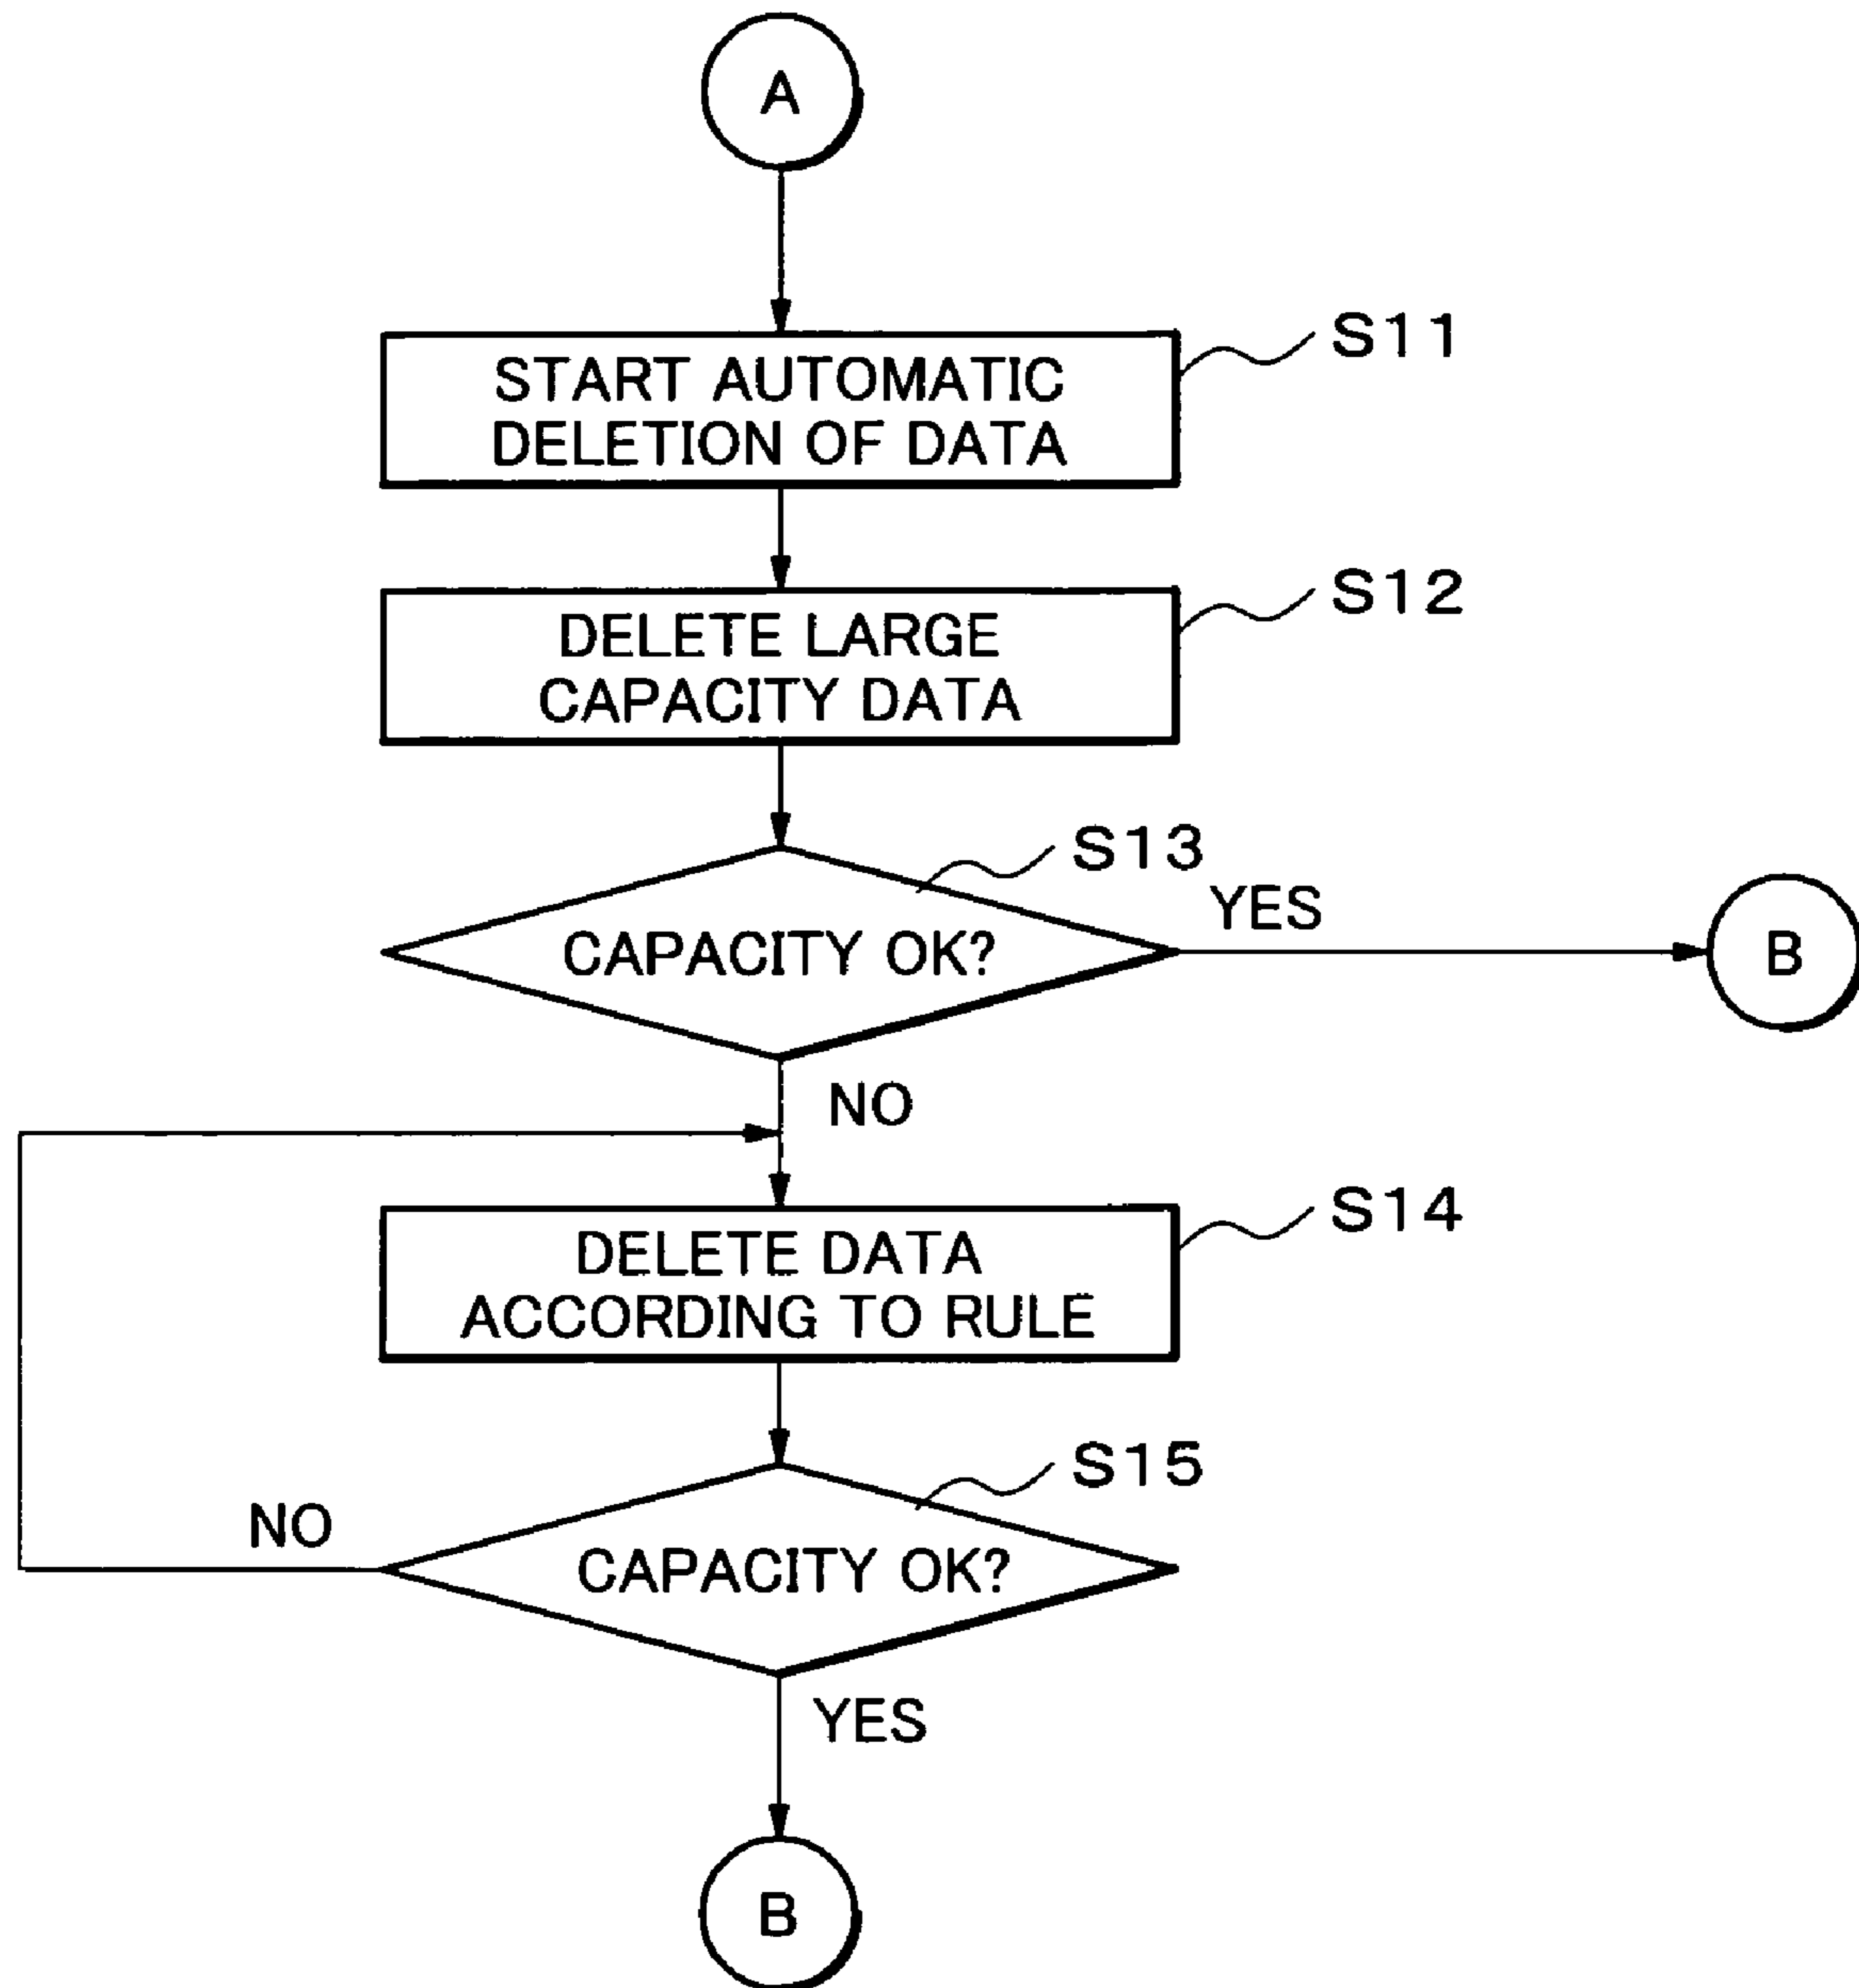 A
START AUTOMATIC
DELETION OF DATA
S11
DELETE LARGE
CAPACITY DATA
S12
S13
CAPACITY OK?
YES
B
NO
DELETE DATA
ACCORDING TO RULE
S14
S15
CAPACITY OK?
NO
YES
B